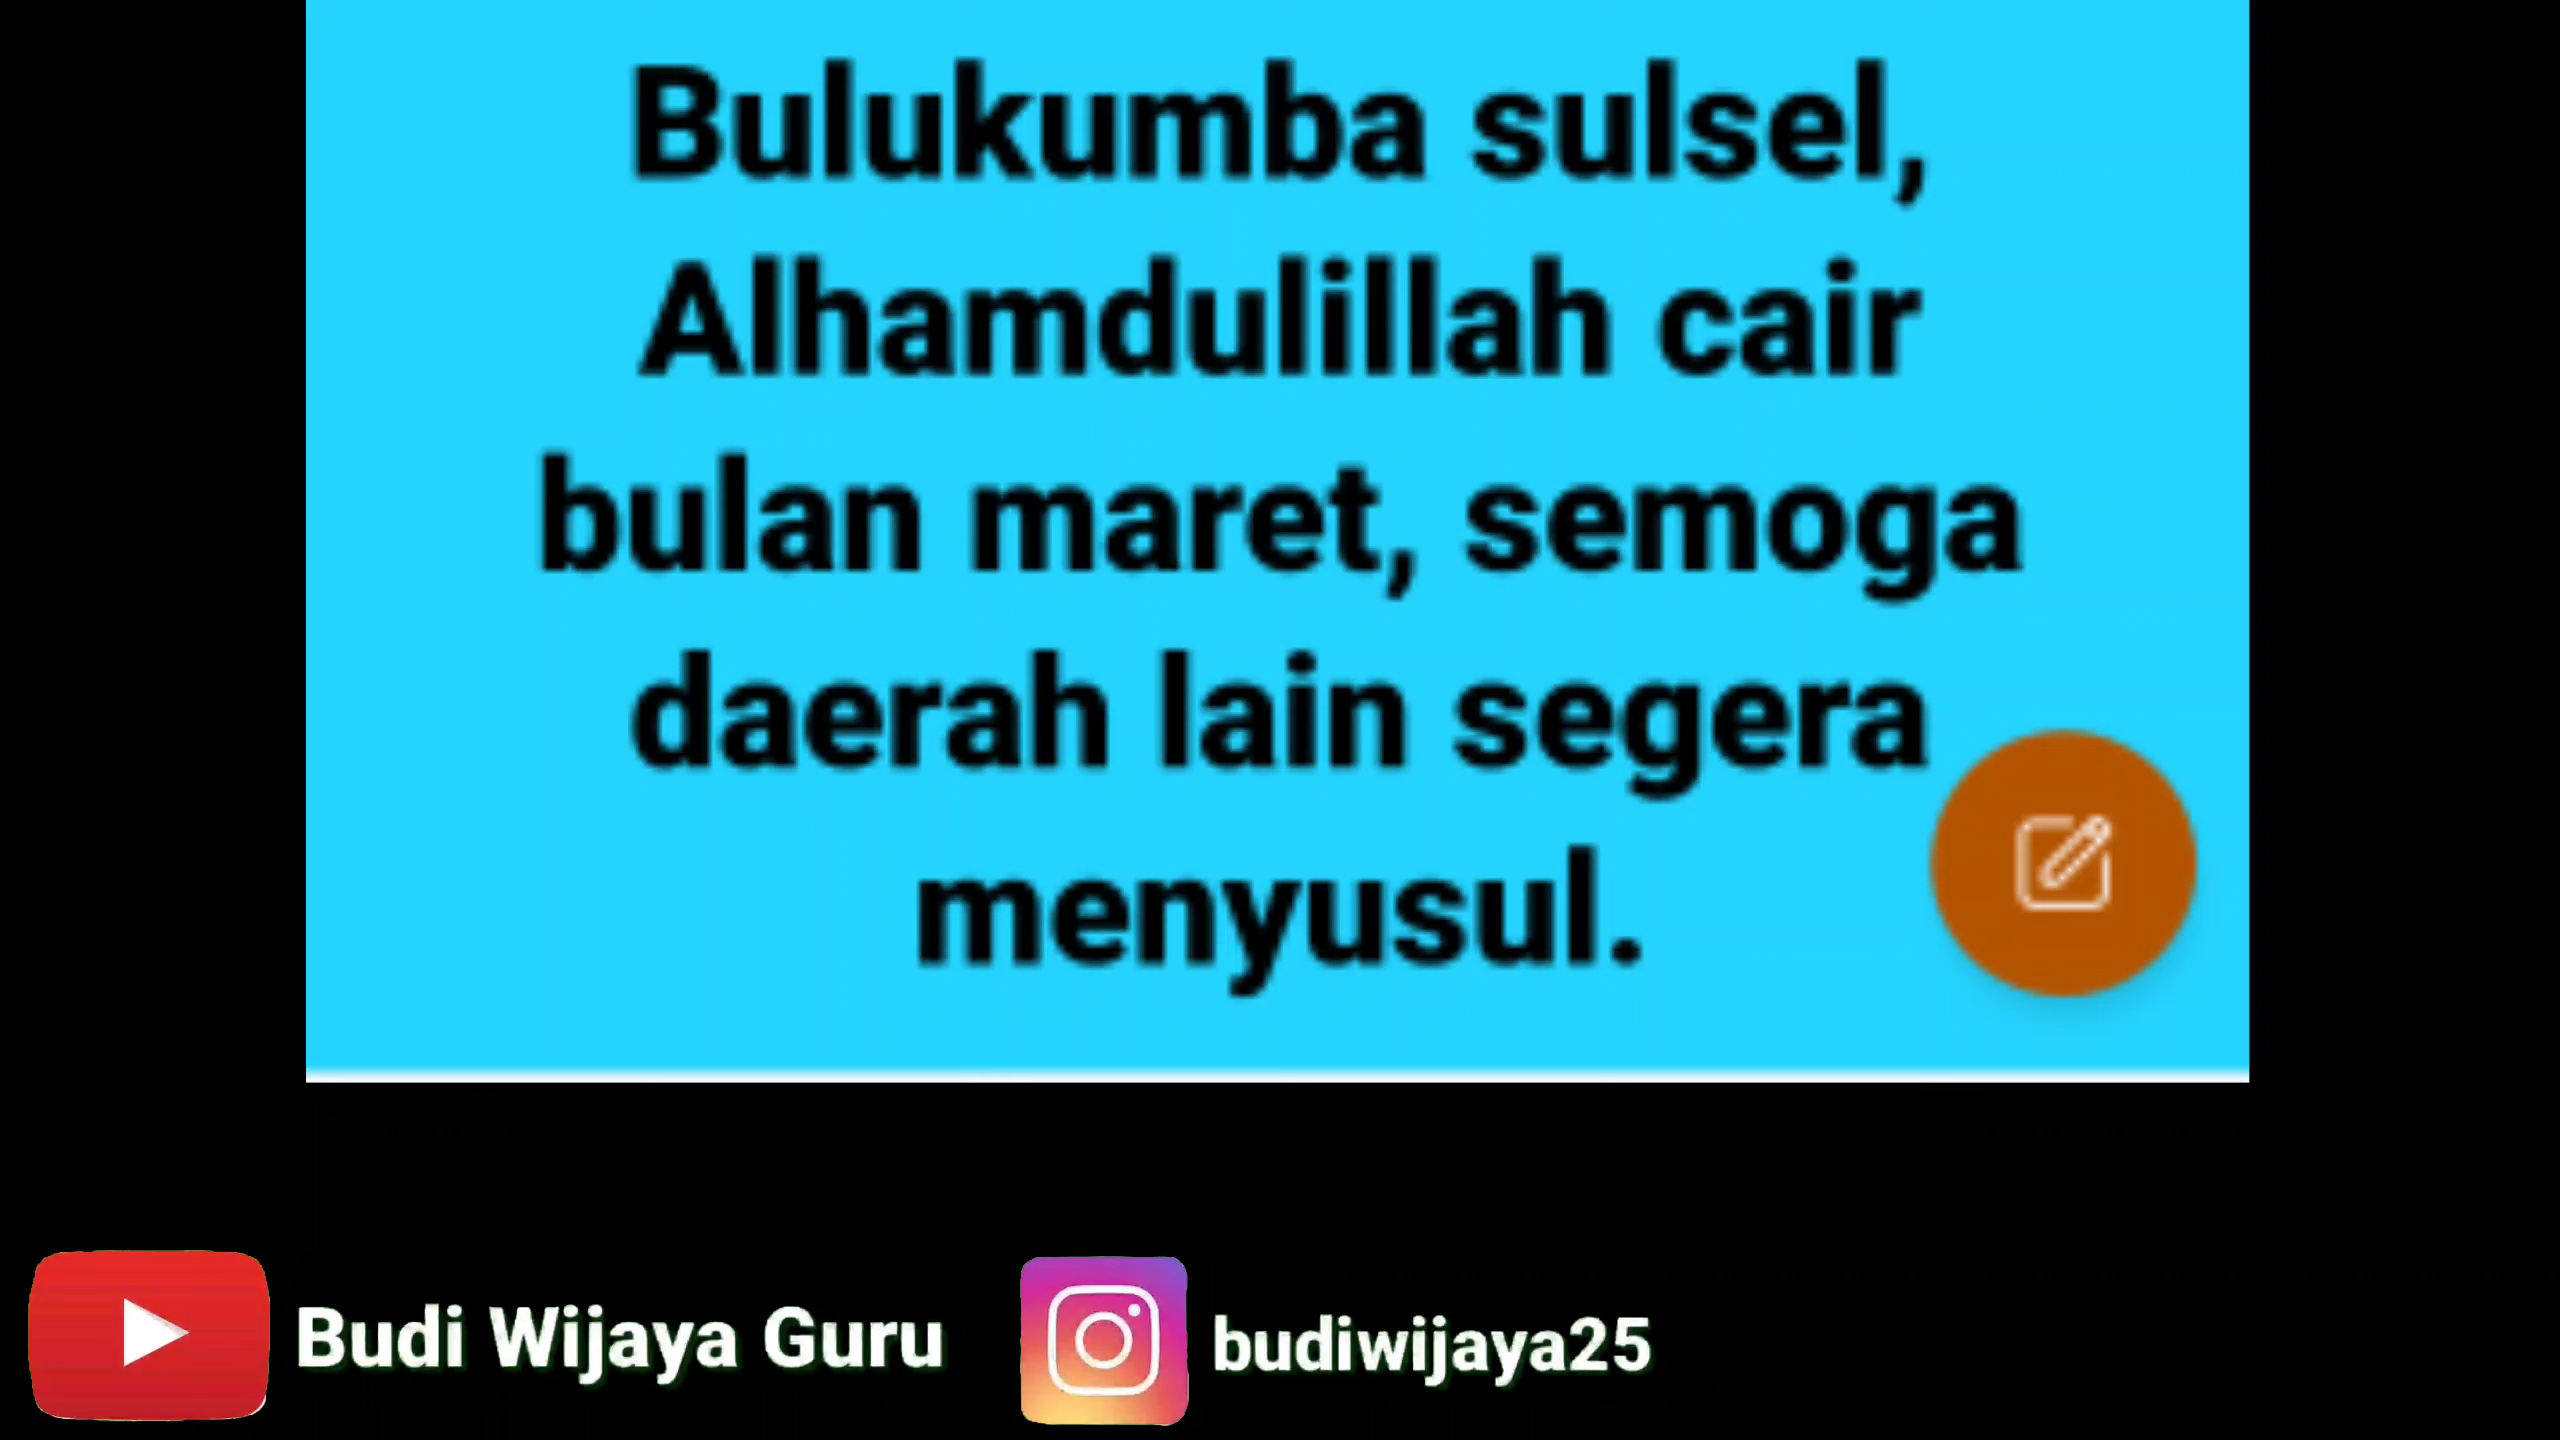 Bulukumba sulsel,
Alhamdulillah cair
bulan maret, semoga
daerah lain segera
menyusul.
Budi Wijaya Guru
budiwijaya25